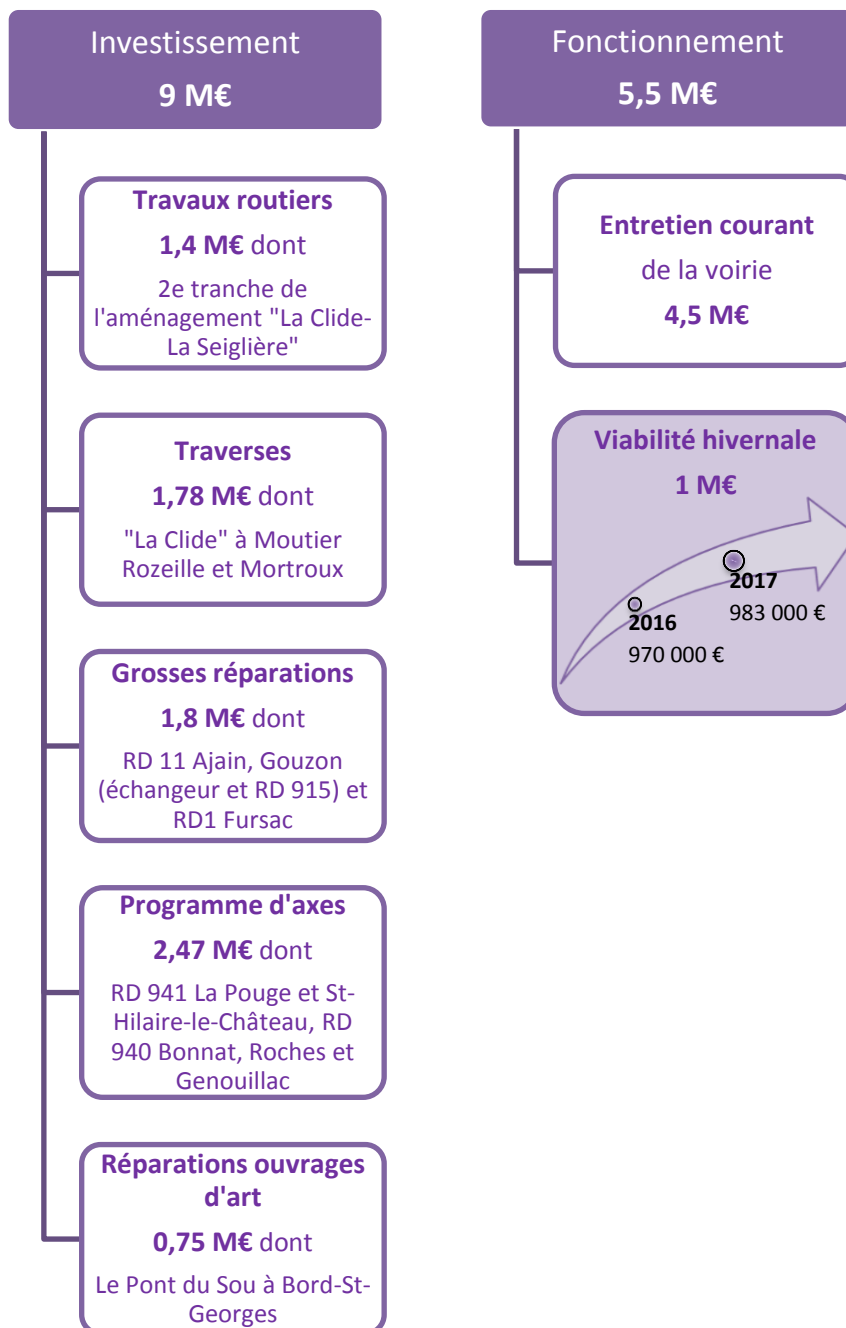 Investissement
9 M€
Travaux routiers
1,4 M€ dont
2e tranche de
l'aménagement "La Clide-
La Seiglière"
Traverses
1,78 M€ dont
"La Clide" à Moutier
Rozeille et Mortroux
Grosses réparations
1,8 M€ dont
RD 11 Ajain, Gouzon
(échangeur et RD 915) et
RD1 Fursac
Programme d'axes
2,47 M€ dont
RD 941 La Pouge et St-
Hilaire-le-Château, RD
940 Bonnat, Roches et
Genouillac
Réparations ouvrages
d'art
0,75 M€ dont
Le Pont du Sou à Bord-St-
Georges
Fonctionnement
5,5 M€
Entretien courant
de la voirie
4,5 M€
Viabilité hivernale
1 M€
2016
970 000 €
2017
983 000 €